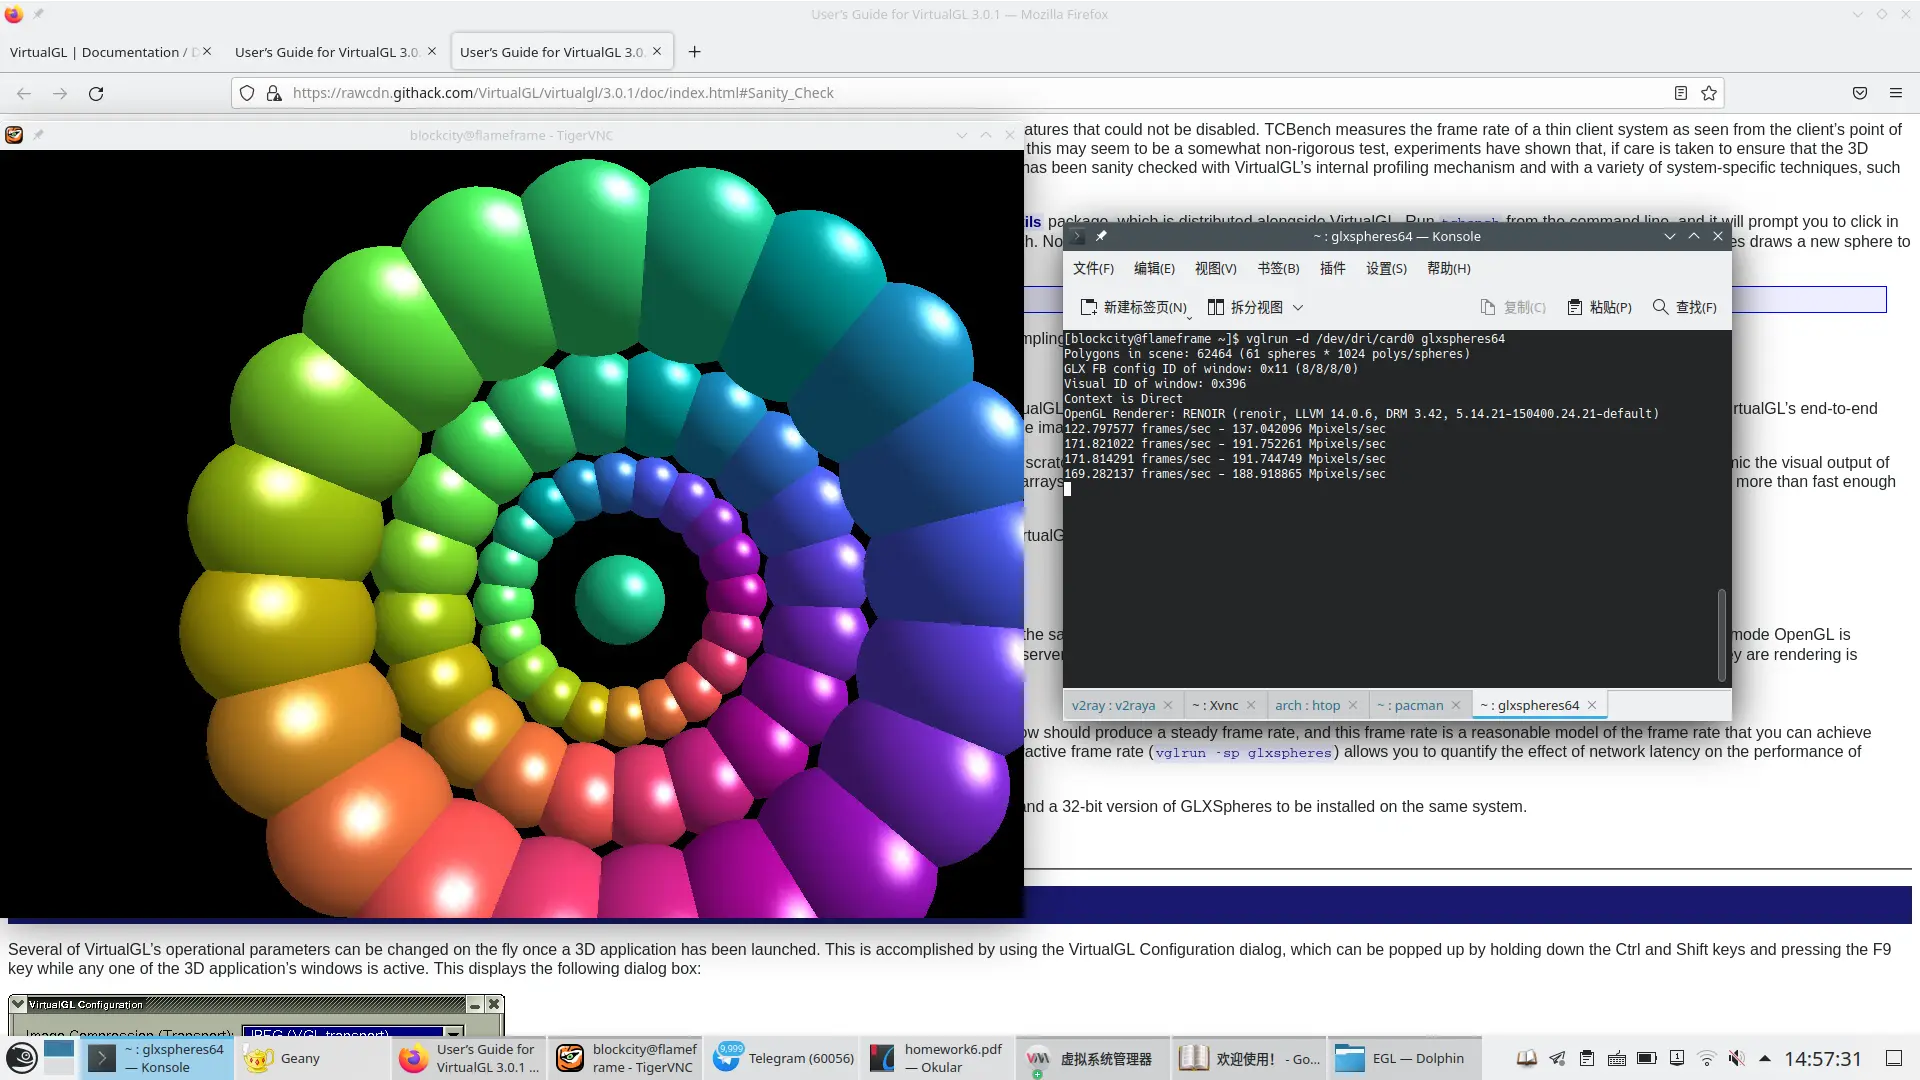 User's Guide for VirtualGL 3.0.1 — Mozilla Firefox
VirtualGL | Documentation /
User's Guide for VirtualGL 3.0.
User's Guide for VirtualGL 3.0.
https://rawcdn.githack.com/VirtualGL/virtualgl/3.0.1/doc/index.html#Sanity_Check
blockcity@flameframe - TigerVNC
atures that could not be disabled. TCBench measures the frame rate of a thin client system as seen from the client's point of
this may seem to be a somewhat non-rigorous test, experiments have shown that, if care is taken to ensure that the 3D
has been sanity checked with VirtualGL's internal profiling mechanism and with a variety of system-specific techniques, such
ils package, which is distributed alongside VirtualGL. Run tcbench from the command line, and it will prompt you to click in
h. No
es draws a new sphere to
~ : glxspheres64 — Konsole
文件(F) 编辑(E) 视图(V) 书签(B) 插件 设置(S) 帮助(H)
新建标签页(N) 拆分视图 复制(C) 粘贴(P) 查找(F)
[blockcity@flameframe ~]$ vglrun -d /dev/dri/card0 glxspheres64
Polygons in scene: 62464 (61 spheres * 1024 polys/spheres)
GLX FB config ID of window: 0x11 (8/8/8/0)
Visual ID of window: 0x396
Context is Direct
OpenGL Renderer: RENOIR (renoir, LLVM 14.0.6, DRM 3.42, 5.14.21-150400.24.21-default)
122.797577 frames/sec - 137.042096 Mpixels/sec
171.821022 frames/sec - 191.752261 Mpixels/sec
171.814291 frames/sec - 191.744749 Mpixels/sec
169.282137 frames/sec - 188.918865 Mpixels/sec
v2ray : v2raya ~ : Xvnc arch : htop ~ : pacman ~ : glxspheres64
mpling
ualGL
rtualGL's end-to-end
e ima
scratc
mic the visual output of
arrays
more than fast enough
rtualG
the sa
mode OpenGL is
server
y are rendering is
ow should produce a steady frame rate, and this frame rate is a reasonable model of the frame rate that you can achieve
active frame rate (vglrun -sp glxspheres) allows you to quantify the effect of network latency on the performance of
and a 32-bit version of GLXSpheres to be installed on the same system.
Several of VirtualGL's operational parameters can be changed on the fly once a 3D application has been launched. This is accomplished by using the VirtualGL Configuration dialog, which can be popped up by holding down the Ctrl and Shift keys and pressing the F9
key while any one of the 3D application's windows is active. This displays the following dialog box:
VirtualGL Configuration
Image Compression (Transport): JPEG (VGL transport)
~ : glxspheres64
— Konsole
Geany
User's Guide for
VirtualGL 3.0.1 ...
blockcity@flamef
rame - TigerVNC
9,999
Telegram (60056)
homework6.pdf
— Okular
虚拟系统管理器
欢迎使用！ - Go...
EGL — Dolphin
14:57:31